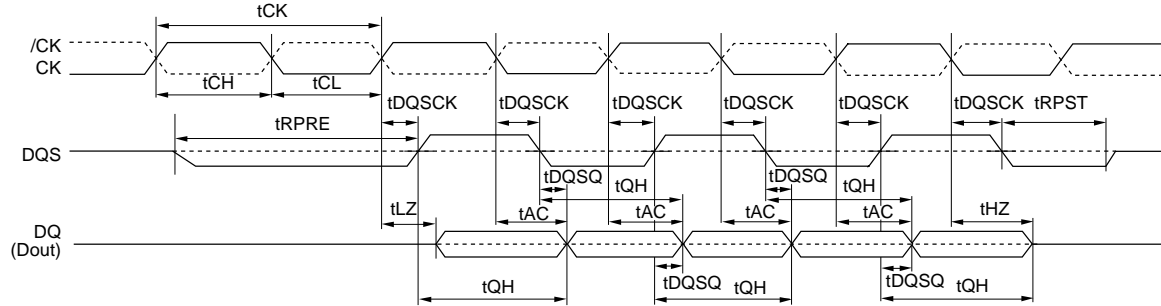 tCK
/CK
CK
tCH tCL
tDQSCK tDQSCK tDQSCK tDQSCK tDQSCK tDQSCK tRPST
tRPRE
DQS
tDQSQ tQH tDQSQ tQH
tLZ tAC tAC tAC tAC tHZ
DQ
(Dout)
tDQSQ tDQSQ
tQH tQH tQH